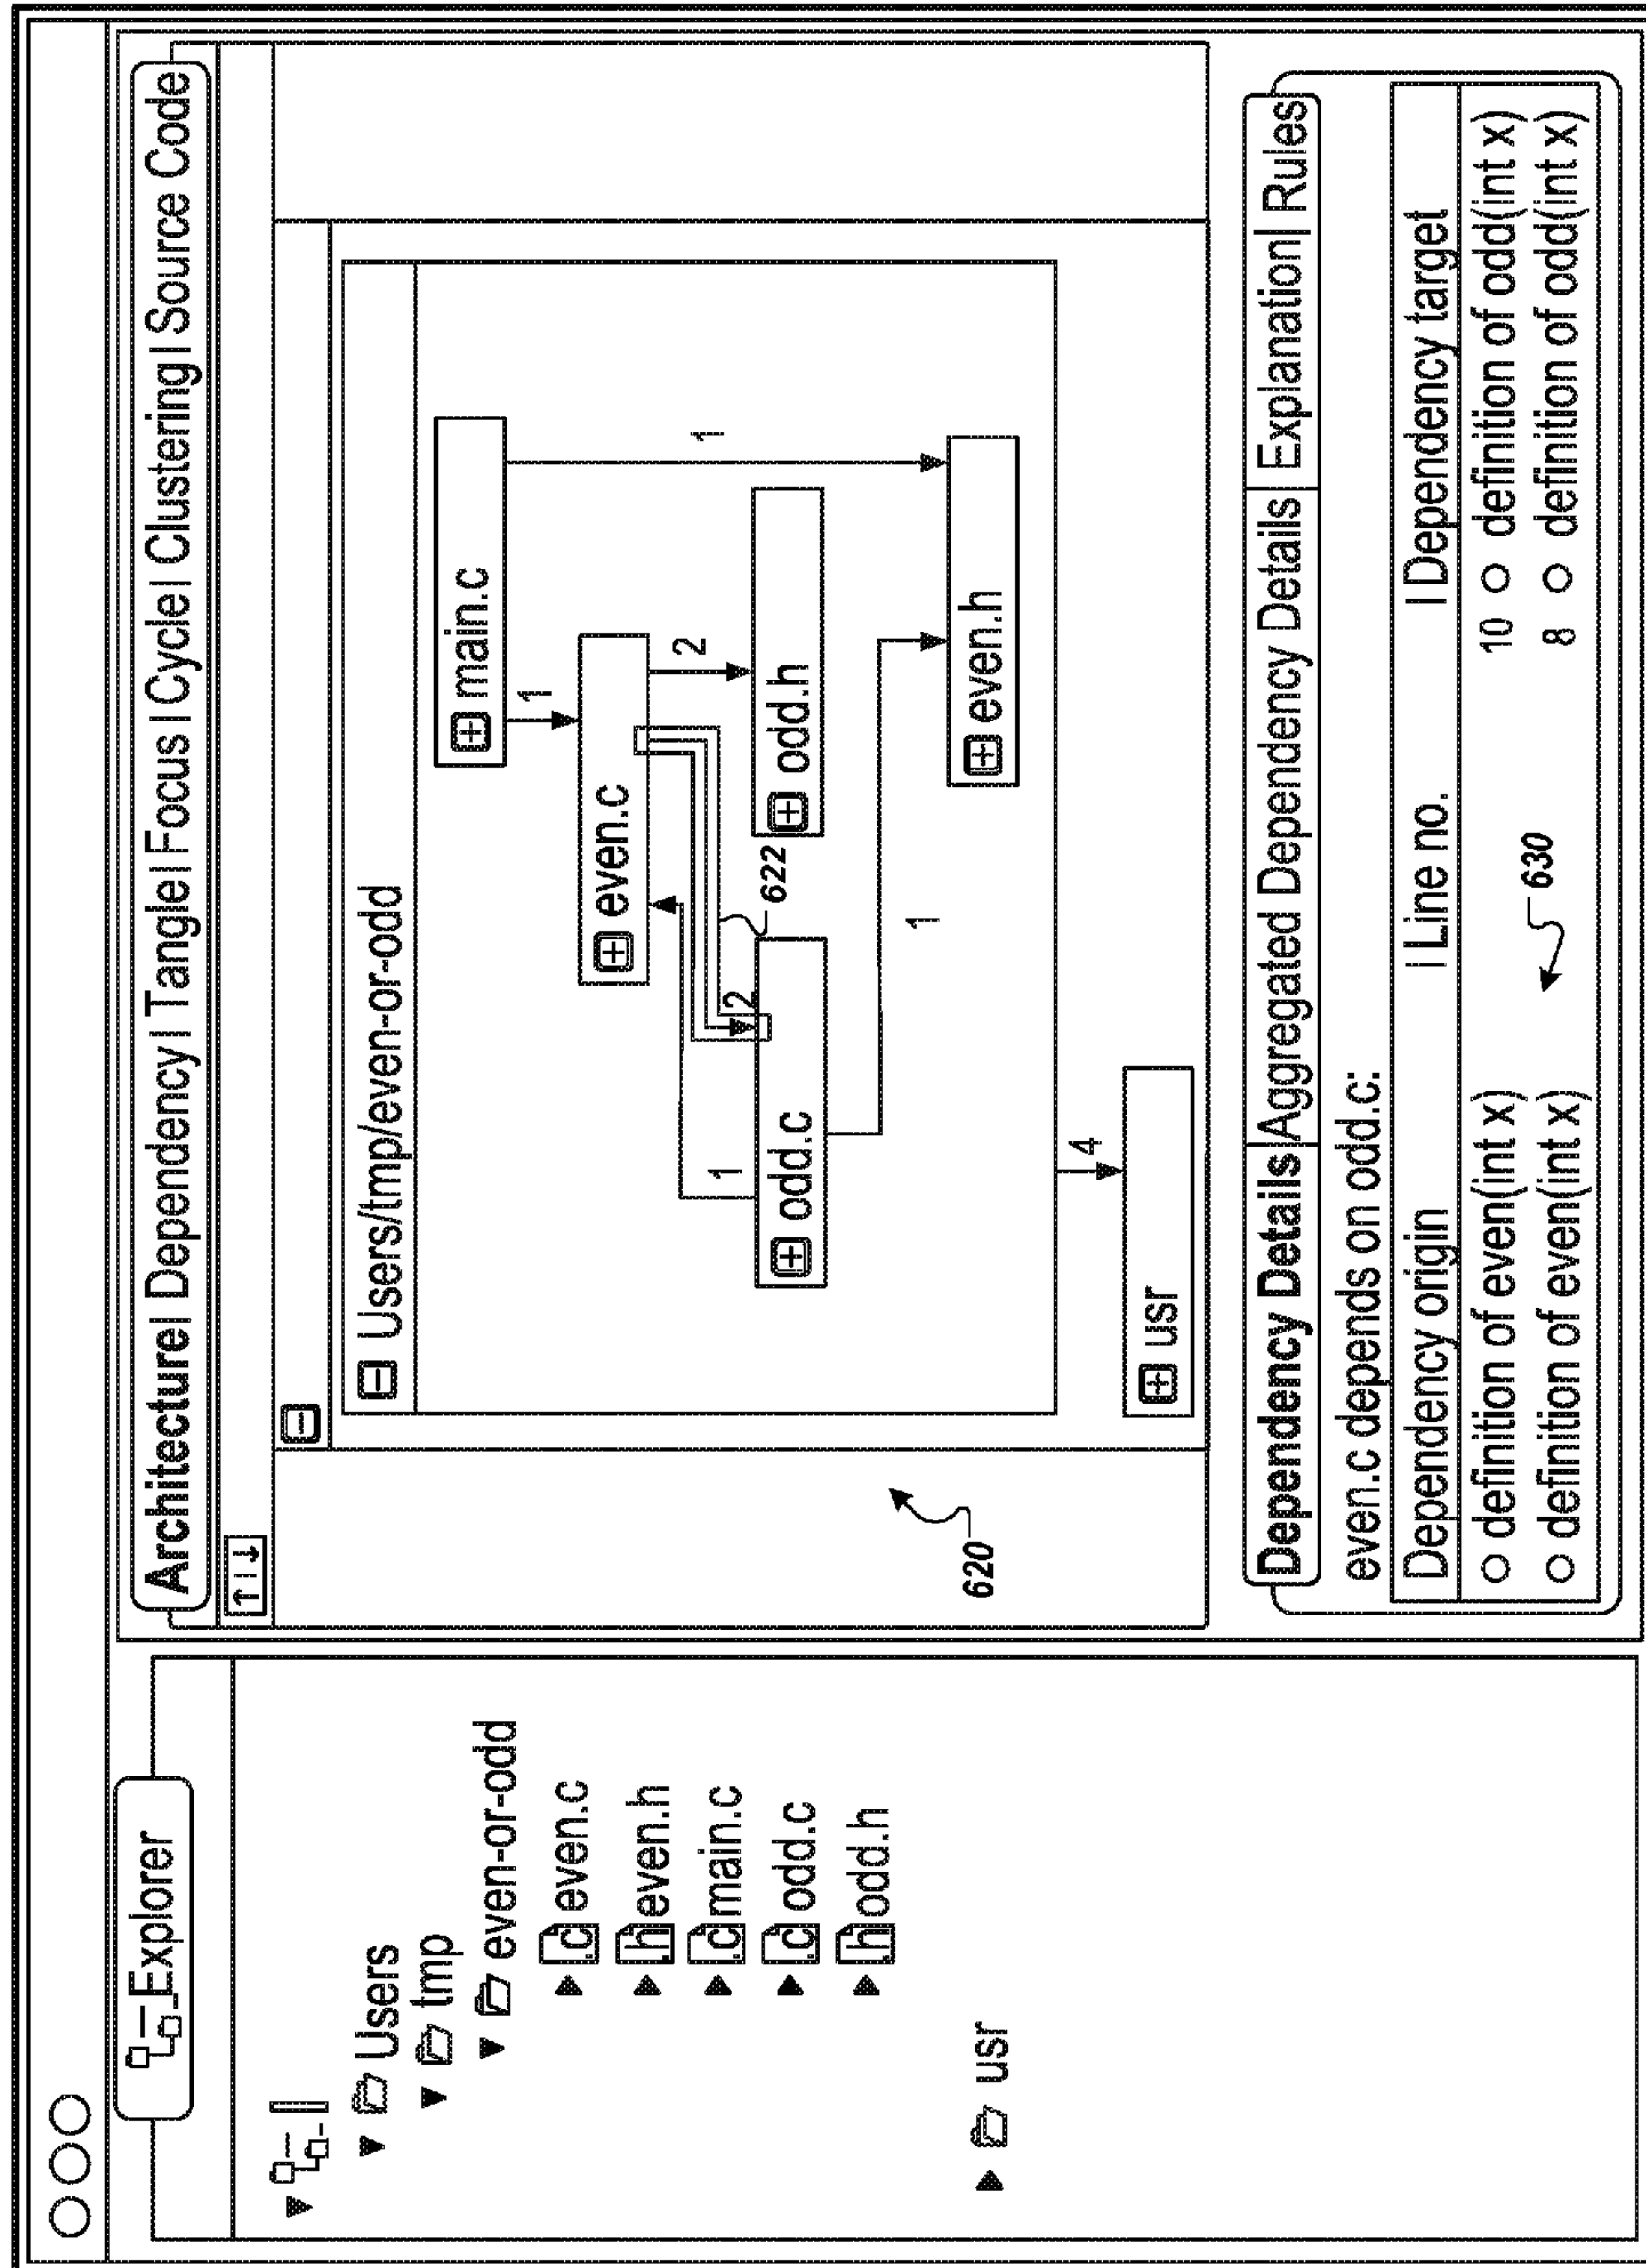 Explorer
Users
tmp
even-or-odd
.c even.c
.h even.h
.c main.c
.c odd.c
.h odd.h
usr
Architecture| Dependency| Tangle| Focus| Cycle| Clustering| Source Code
Users/tmp/even-or-odd
main.c
1
even.c
1
2
2
622
odd.c
odd.h
1
1
even.h
4
usr
620
Dependency Details| Aggregated Dependency Details | Explanation| Rules
even.c depends on odd.c:
Dependency origin | Line no. | Dependency target
definition of even(int x) 10 definition of odd(int x)
definition of even(int x) 8 definition of odd(int x)
630